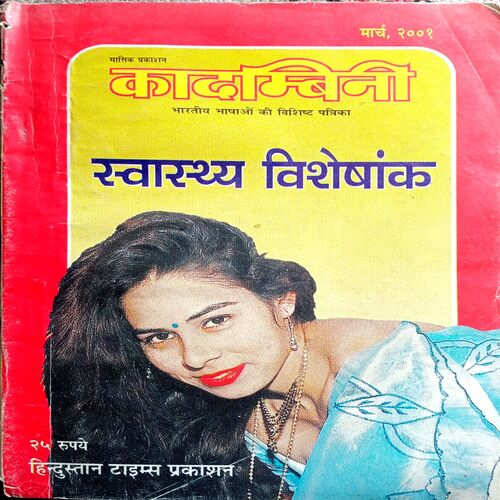 मार्च, २००१
मासिक प्रकाशन
कादम्बिनी
भारतीय भाषाओं की विशिष्ट पत्रिका
स्वास्थ्य विशेषांक
२५ रुपये
हिन्दुस्तान टाइम्स प्रकाशन